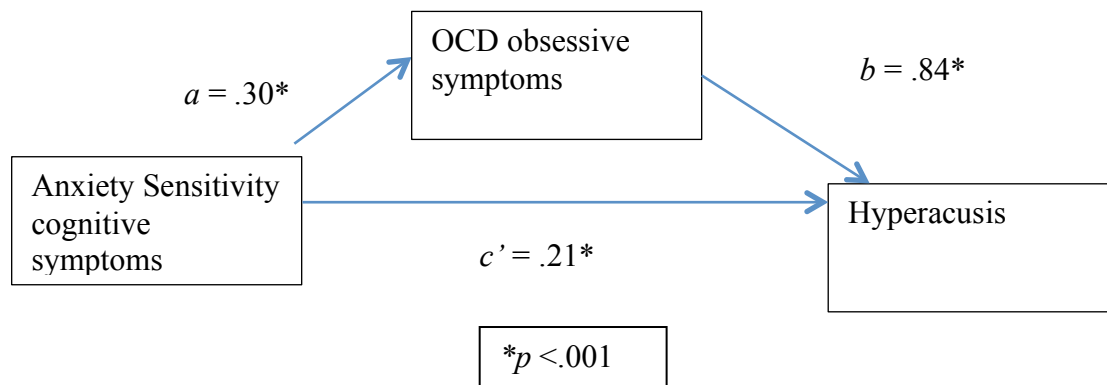 OCD obsessive
symptoms
b = .84*
a = .30*
Anxiety Sensitivity
cognitive
symptoms
Hyperacusis
c’ = .21*
*p <.001